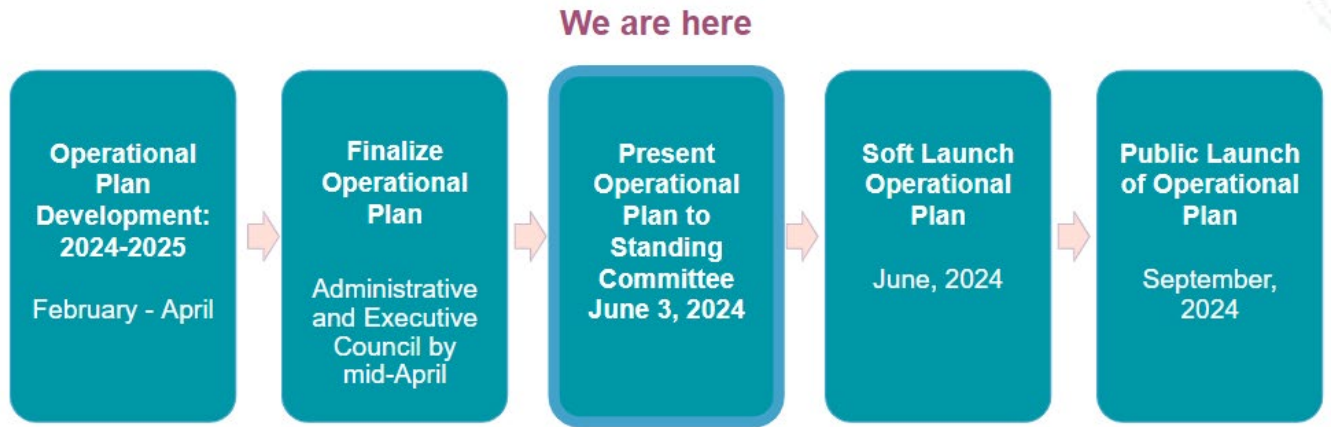 We are here
Operational
Plan
Development:
2024-2025
February - April
Finalize
Operational
Plan
Administrative
and Executive
Council by
mid-April
Present
Operational
Plan to
Standing
Committee
June 3, 2024
Soft Launch
Operational
Plan
June, 2024
Public Launch
of Operational
Plan
September,
2024